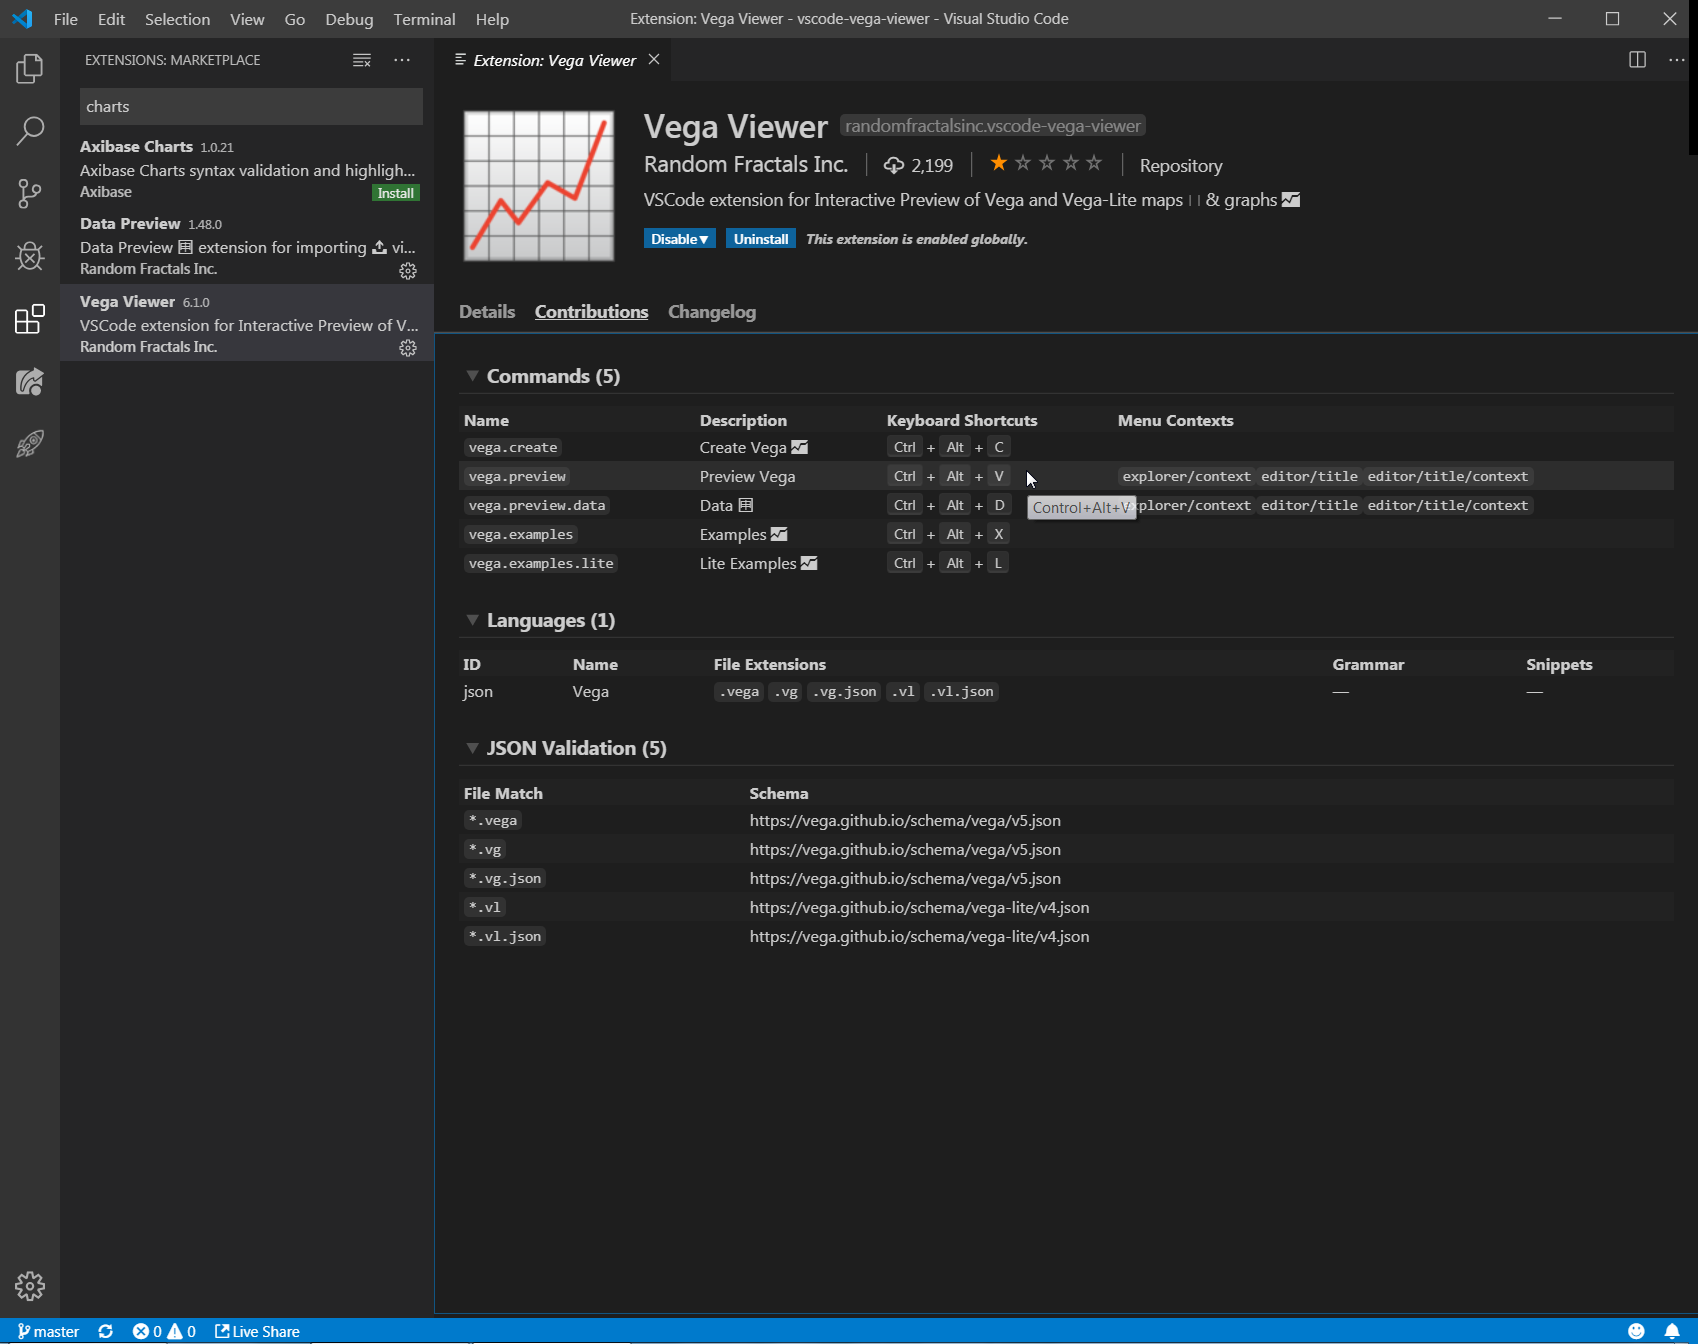 File Edit Selection View Go Debug Terminal Help Extension: Vega Viewer - vscode-vega-viewer - Visual Studio Code
EXTENSIONS: MARKETPLACE
charts
Axibase Charts 1.0.21
Axibase Charts syntax validation and highligh...
Axibase Install
Data Preview 1.48.0
Data Preview extension for importing vi...
Random Fractals Inc.
Vega Viewer 6.1.0
VSCode extension for Interactive Preview of V...
Random Fractals Inc.
Extension: Vega Viewer
Vega Viewer randomfractalsinc.vscode-vega-viewer
Random Fractals Inc. 2,199 Repository
VSCode extension for Interactive Preview of Vega and Vega-Lite maps & graphs
Disable Uninstall This extension is enabled globally.
Details Contributions Changelog
Commands (5)
Name Description Keyboard Shortcuts Menu Contexts
vega.create Create Vega Ctrl + Alt + C
vega.preview Preview Vega Ctrl + Alt + V explorer/context editor/title editor/title/context
vega.preview.data Data Ctrl + Alt + D Control+Alt+V explorer/context editor/title editor/title/context
vega.examples Examples Ctrl + Alt + X
vega.examples.lite Lite Examples Ctrl + Alt + L
Languages (1)
ID Name File Extensions Grammar Snippets
json Vega .vega .vg .vg.json .vl .vl.json — —
JSON Validation (5)
File Match Schema
*.vega https://vega.github.io/schema/vega/v5.json
*.vg https://vega.github.io/schema/vega/v5.json
*.vg.json https://vega.github.io/schema/vega/v5.json
*.vl https://vega.github.io/schema/vega-lite/v4.json
*.vl.json https://vega.github.io/schema/vega-lite/v4.json
master 0 0 Live Share